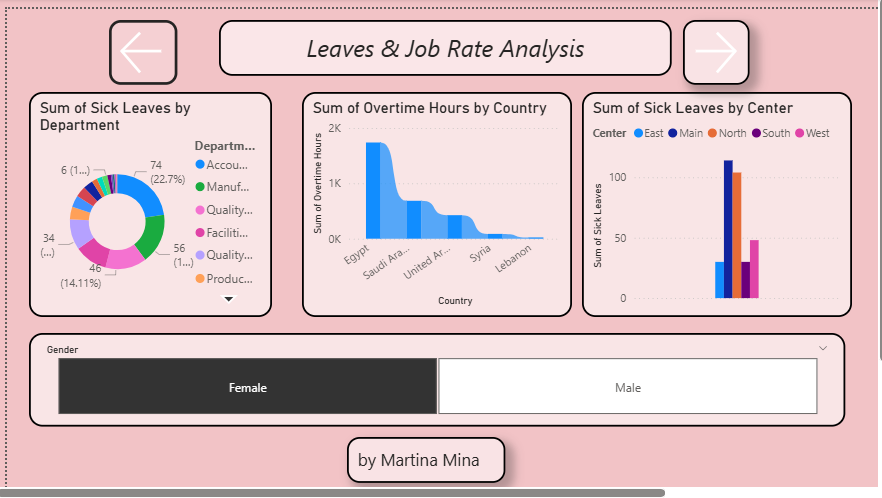 Leaves & Job Rate Analysis
Sum of Sick Leaves by
Department
Departm...
Accou...
Manuf...
Quality...
Faciliti...
Quality...
Produc...
74
(22.7%)
56
(1...)
46
(14.11%)
34
(...)
6 (1...)
Sum of Overtime Hours by Country
Sum of Overtime Hours
2K
1K
0K
Egypt
Saudi Ara...
United Ar...
Syria
Lebanon
Country
Sum of Sick Leaves by Center
Center East Main North South West
Sum of Sick Leaves
100
50
0
Gender
Female
Male
by Martina Mina